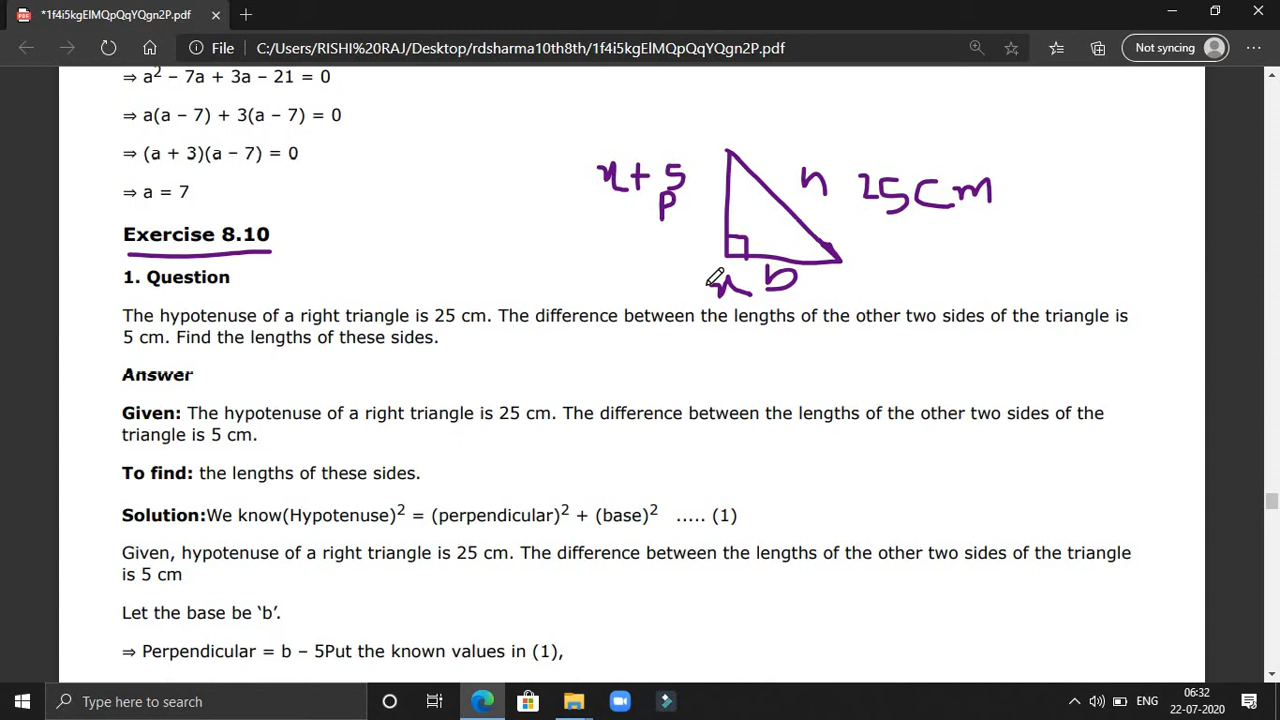 *1f4i5kgElMQpQqYQgn2P.pdf
File C:/Users/RISHI%20RAJ/Desktop/rdsharma10th8th/1f4i5kgElMQpQqYQgn2P.pdf Not syncing
⇒ a² – 7a + 3a – 21 = 0
⇒ a(a – 7) + 3(a – 7) = 0
⇒ (a + 3)(a – 7) = 0
⇒ a = 7
x + 5
p
h 25 cm
x b
Exercise 8.10
1. Question
The hypotenuse of a right triangle is 25 cm. The difference between the lengths of the other two sides of the triangle is
5 cm. Find the lengths of these sides.
Answer
Given: The hypotenuse of a right triangle is 25 cm. The difference between the lengths of the other two sides of the
triangle is 5 cm.
To find: the lengths of these sides.
Solution:We know(Hypotenuse)² = (perpendicular)² + (base)² ….. (1)
Given, hypotenuse of a right triangle is 25 cm. The difference between the lengths of the other two sides of the triangle
is 5 cm
Let the base be ‘b’.
⇒ Perpendicular = b – 5Put the known values in (1),
Type here to search
ENG
06:32
22-07-2020